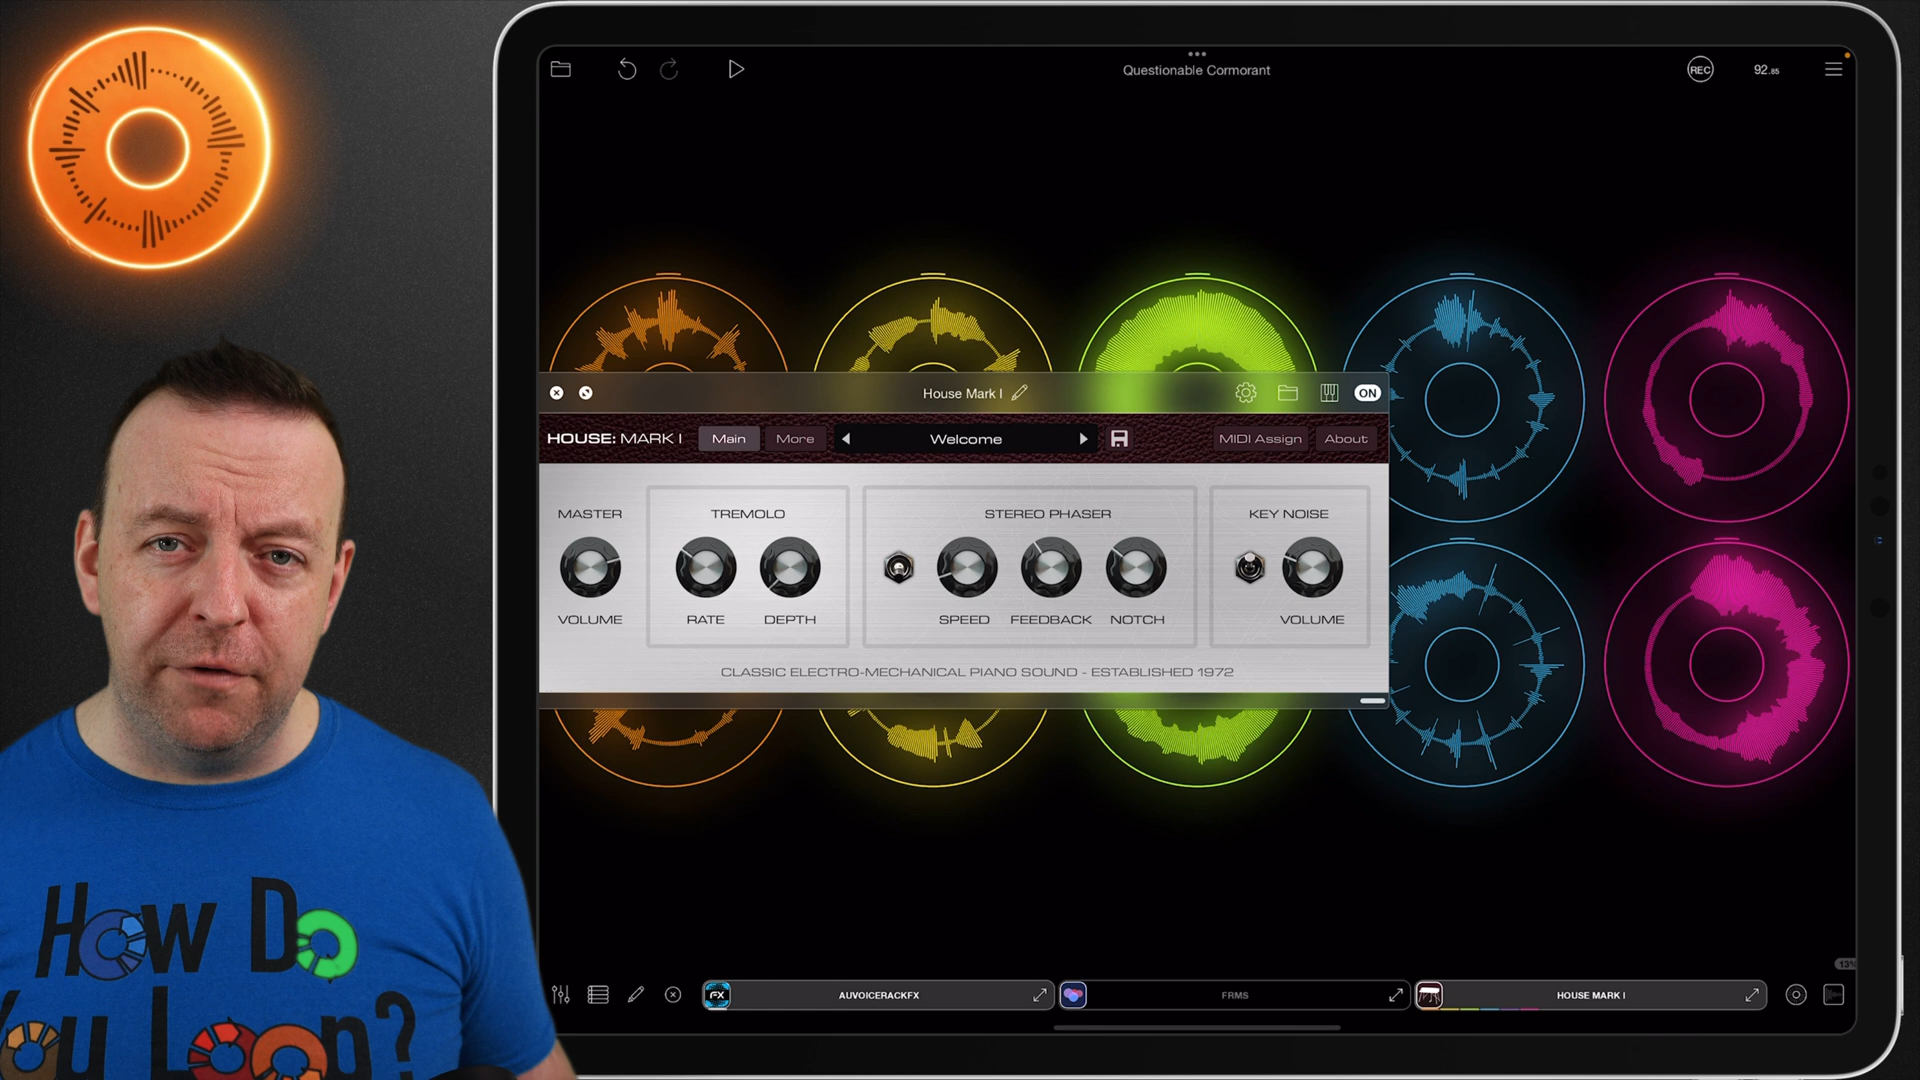 Questionable Cormorant
REC
92.85
House Mark I
ON
HOUSE: MARK I
Main
More
Welcome
MIDI Assign
About
MASTER
TREMOLO
STEREO PHASER
KEY NOISE
VOLUME
RATE
DEPTH
SPEED
FEEDBACK
NOTCH
VOLUME
CLASSIC ELECTRO-MECHANICAL PIANO SOUND - ESTABLISHED 1972
How Do
You Loop?
13%
FX
AUVOICERACKFX
FRMS
HOUSE MARK I